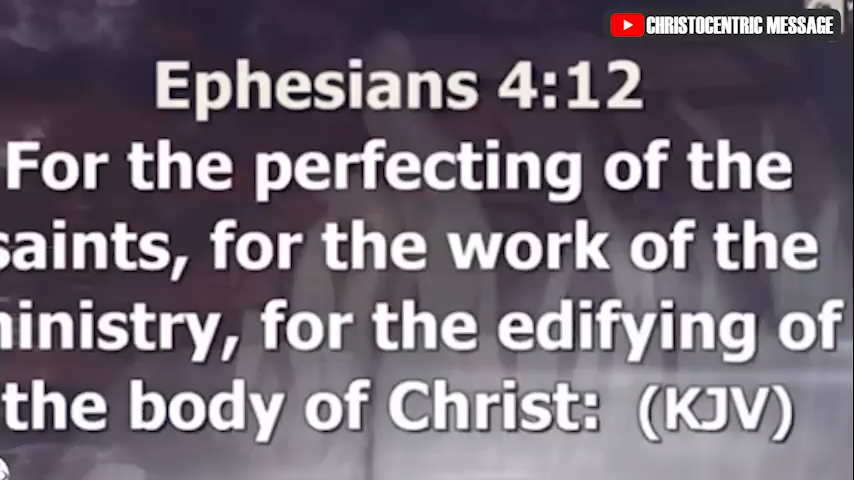 CHRISTOCENTRIC MESSAGE
Ephesians 4:12
For the perfecting of the
saints, for the work of the
ministry, for the edifying of
the body of Christ: (KJV)